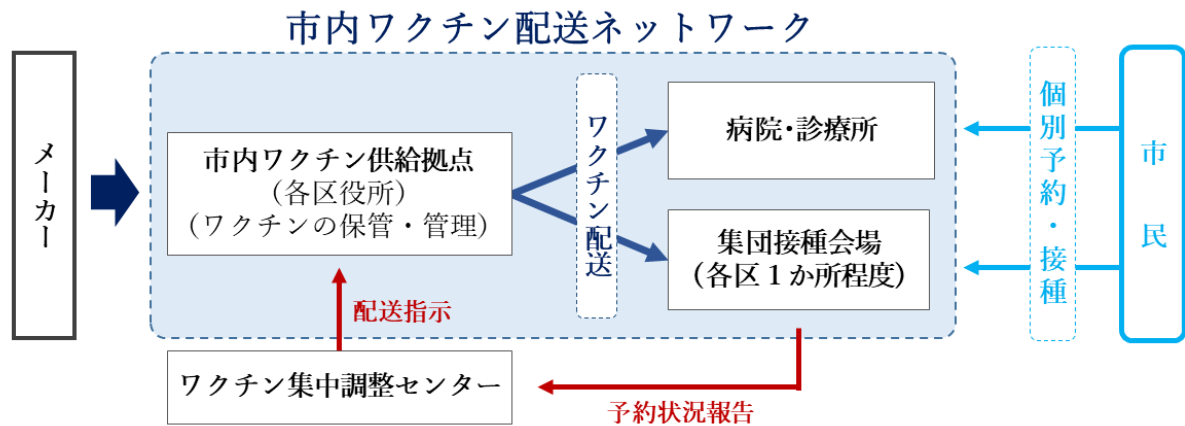 市内ワクチン配送ネットワーク
メーカー
市内ワクチン供給拠点
（各区役所）
（ワクチンの保管・管理）
ワクチン配送
病院・診療所
集団接種会場
（各区１か所程度）
個別予約・接種
市民
配送指示
ワクチン集中調整センター
予約状況報告